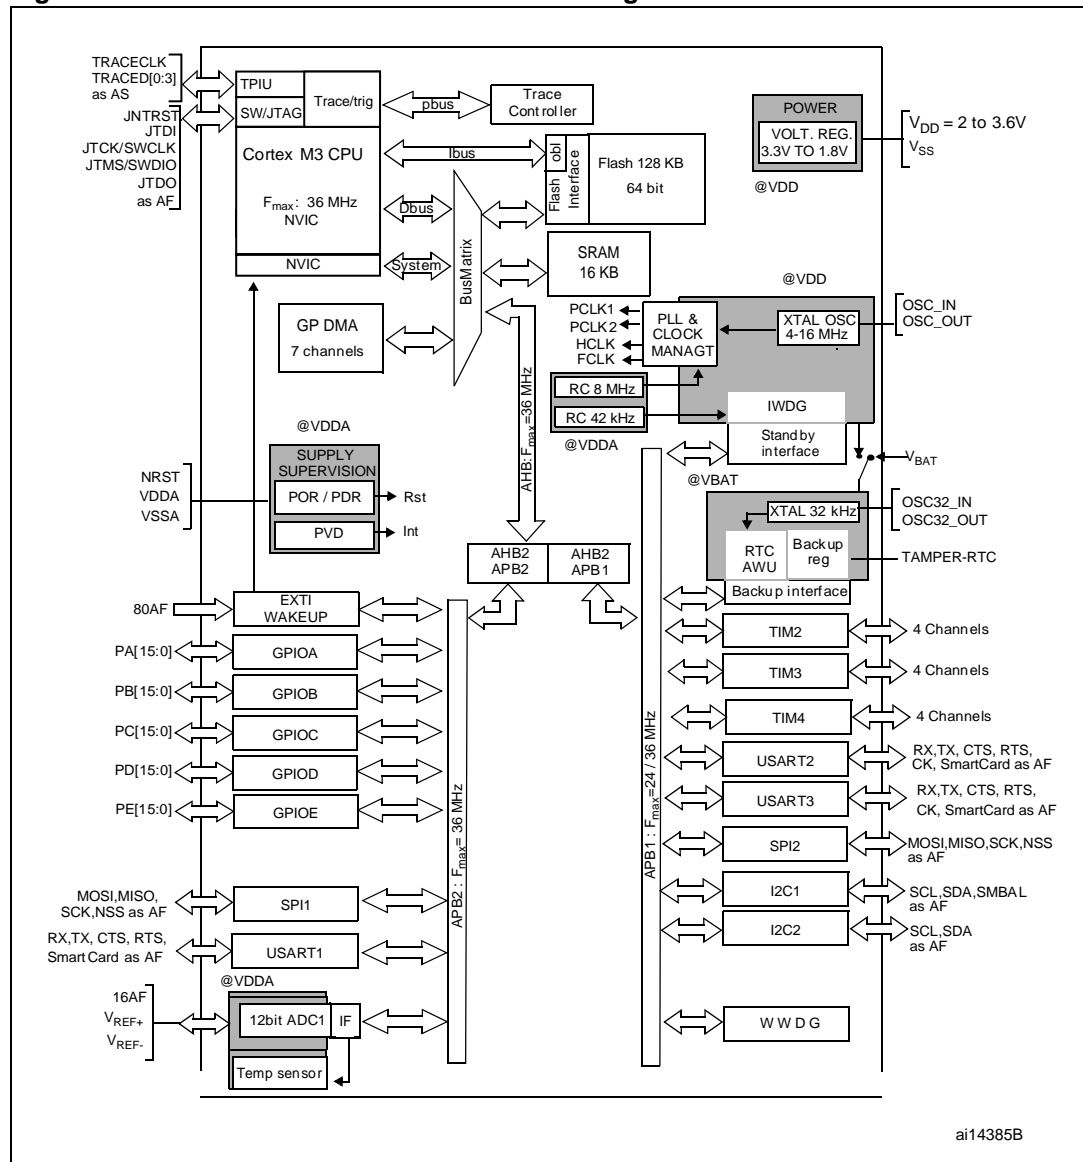 TRACECLK
TRACED[0:3]
as AS
JNTRST
JTDI
JTCK/SWCLK
JTMS/SWDIO
JTDO
as AF
TPIU
SW/JTAG
Trace/trig
pbus
Trace
Controller
Cortex M3 CPU
Fmax: 36 MHz
NVIC
NVIC
Ibus
Dbus
System
BusMatrix
Flash obl
Interface
Flash 128 KB
64 bit
SRAM
16 KB
POWER
VOLT. REG.
3.3V TO 1.8V
@VDD
VDD = 2 to 3.6V
VSS
GP DMA
7 channels
PCLK1
PCLK2
HCLK
FCLK
PLL &
CLOCK
MANAGT
@VDD
XTAL OSC
4-16 MHz
OSC_IN
OSC_OUT
RC 8 MHz
RC 42 kHz
@VDDA
IWDG
Standby
interface
@VBAT
VBAT
AHB: Fmax=36 MHz
@VDDA
SUPPLY
SUPERVISION
POR / PDR
PVD
Rst
Int
NRST
VDDA
VSSA
XTAL 32 kHz
OSC32_IN
OSC32_OUT
RTC
AWU
Backup
reg
TAMPER-RTC
Backup interface
AHB2
APB2
AHB2
APB1
80AF
EXTI
WAKEUP
PA[15:0]
GPIOA
PB[15:0]
GPIOB
PC[15:0]
GPIOC
PD[15:0]
GPIOD
PE[15:0]
GPIOE
MOSI,MISO,
SCK,NSS as AF
SPI1
RX,TX, CTS, RTS,
SmartCard as AF
USART1
@VDDA
16AF
VREF+
VREF-
12bit ADC1
IF
Temp sensor
APB2 : Fmax= 36 MHz
APB1 : Fmax=24 / 36 MHz
TIM2
4 Channels
TIM3
4 Channels
TIM4
4 Channels
USART2
RX,TX, CTS, RTS,
CK, SmartCard as AF
USART3
RX,TX, CTS, RTS,
CK, SmartCard as AF
SPI2
MOSI,MISO,SCK,NSS
as AF
I2C1
SCL,SDA,SMBAL
as AF
I2C2
SCL,SDA
as AF
WWDG
ai14385B